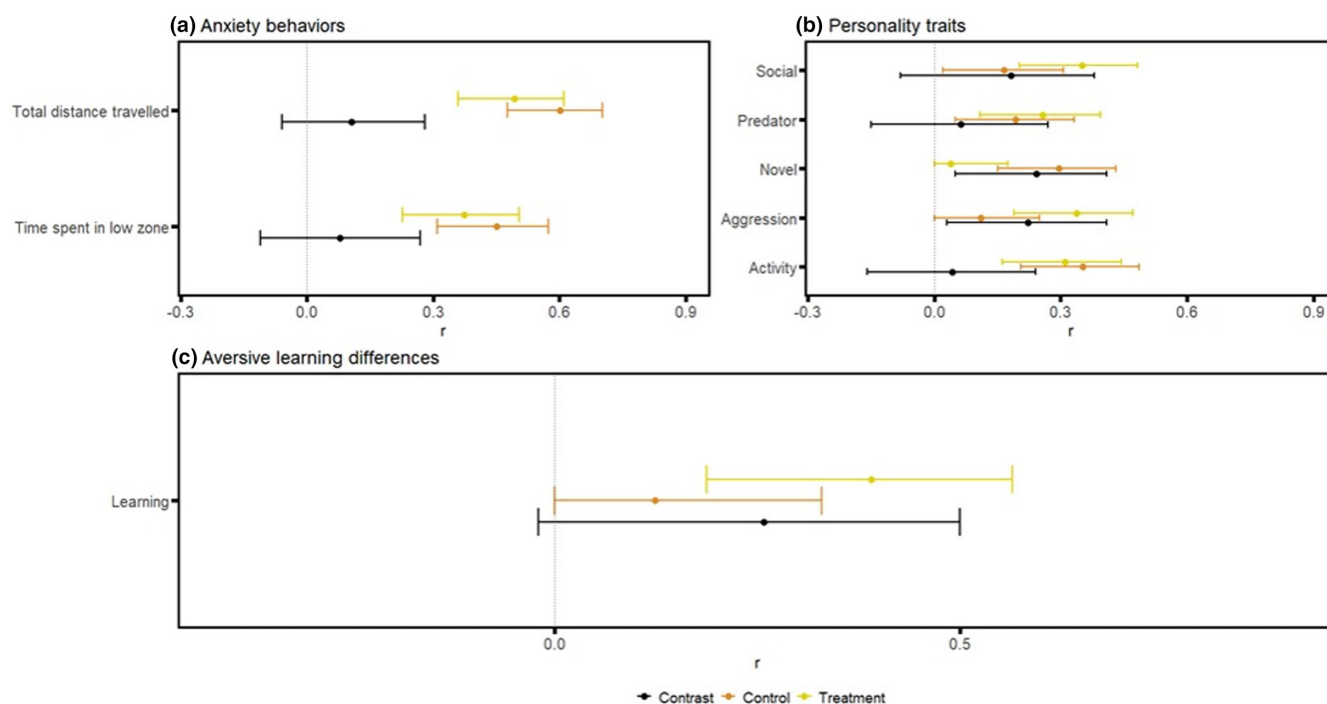 (a) Anxiety behaviors
Total distance travelled
Time spent in low zone
-0.3 0.0 0.3 0.6 0.9
r
(b) Personality traits
Social
Predator
Novel
Aggression
Activity
-0.3 0.0 0.3 0.6 0.9
r
(c) Aversive learning differences
Learning
0.0 0.5
r
Contrast Control Treatment